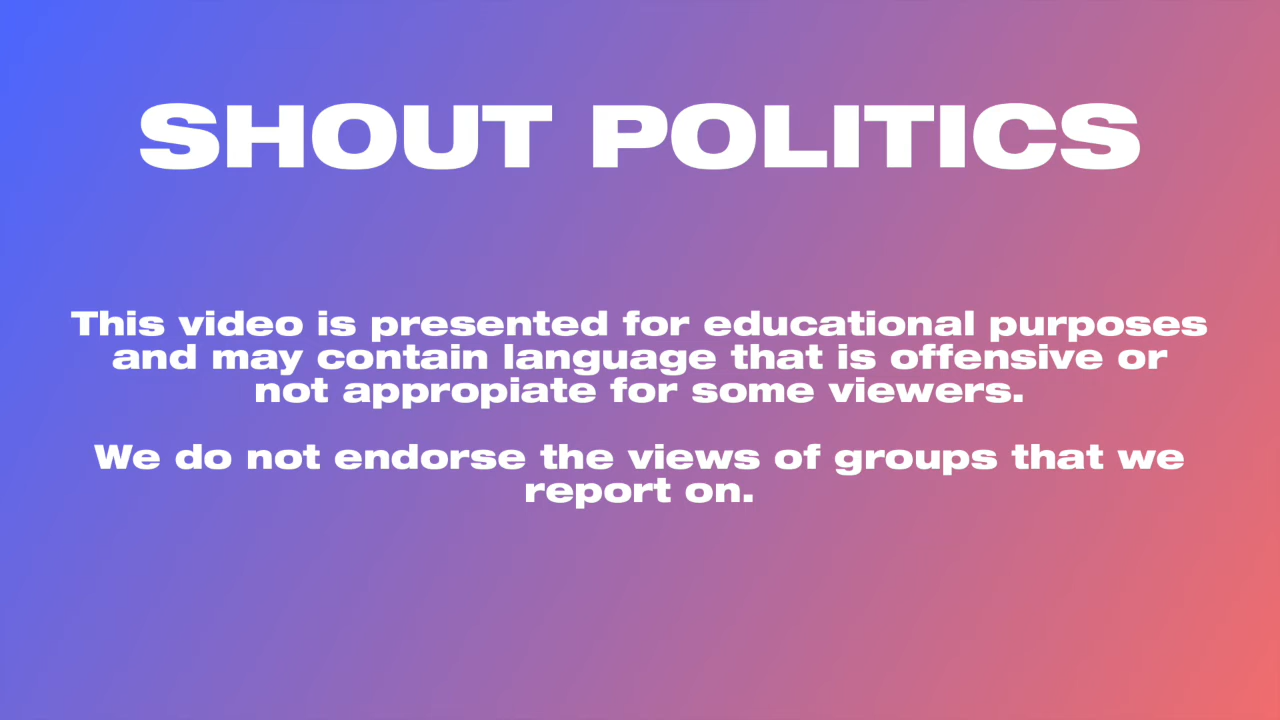 SHOUT POLITICS
This video is presented for educational purposes
and may contain language that is offensive or
not appropiate for some viewers.
We do not endorse the views of groups that we
report on.